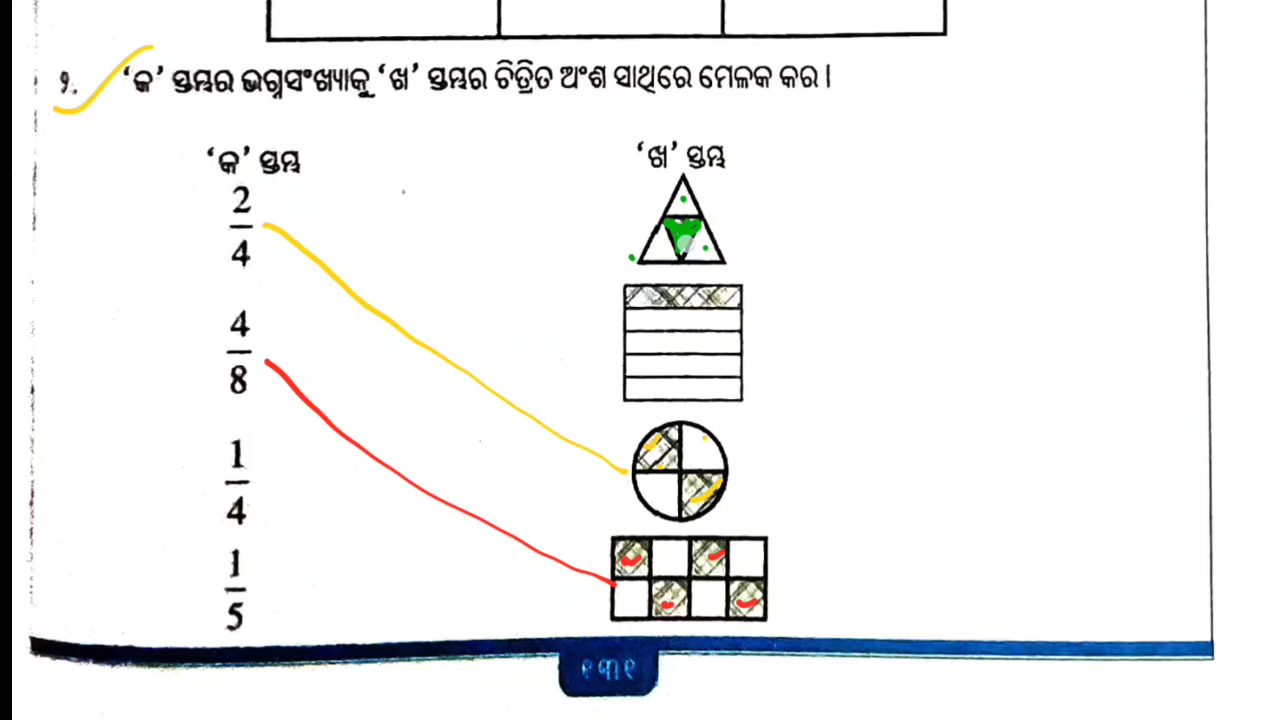 ୨. ‘କ’ ସ୍ତମ୍ଭର ଭଗ୍ନସଂଖ୍ୟାକୁ ‘ଖ’ ସ୍ତମ୍ଭର ଚିତ୍ରିତ ଅଂଶ ସାଥିରେ ମେଳକ କର ।
‘କ’ ସ୍ତମ୍ଭ ‘ଖ’ ସ୍ତମ୍ଭ
2/4
4/8
1/4
1/5
୧୩୧